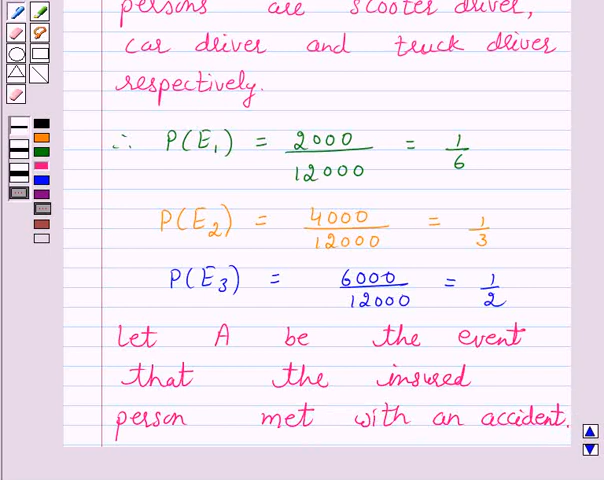 persons are scooter driver,
car driver and truck driver
respectively.
∴ P(E₁) = 2000/12000 = 1/6
P(E₂) = 4000/12000 = 1/3
P(E₃) = 6000/12000 = 1/2
Let A be the event
that the insured
person met with an accident.